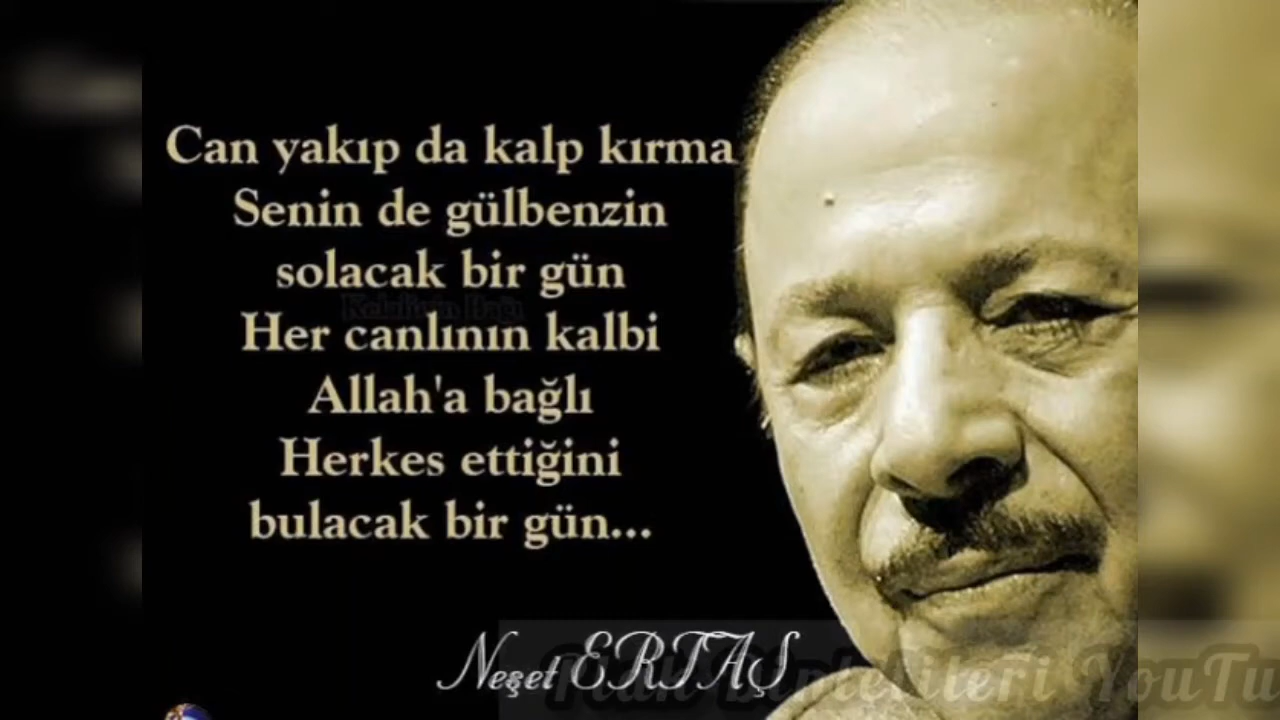 Can yakıp da kalp kırma
Senin de gülbenzin
solacak bir gün
Her canlının kalbi
Allah'a bağlı
Herkes ettiğini
bulacak bir gün...
Neşet ERTAŞ
YouTu